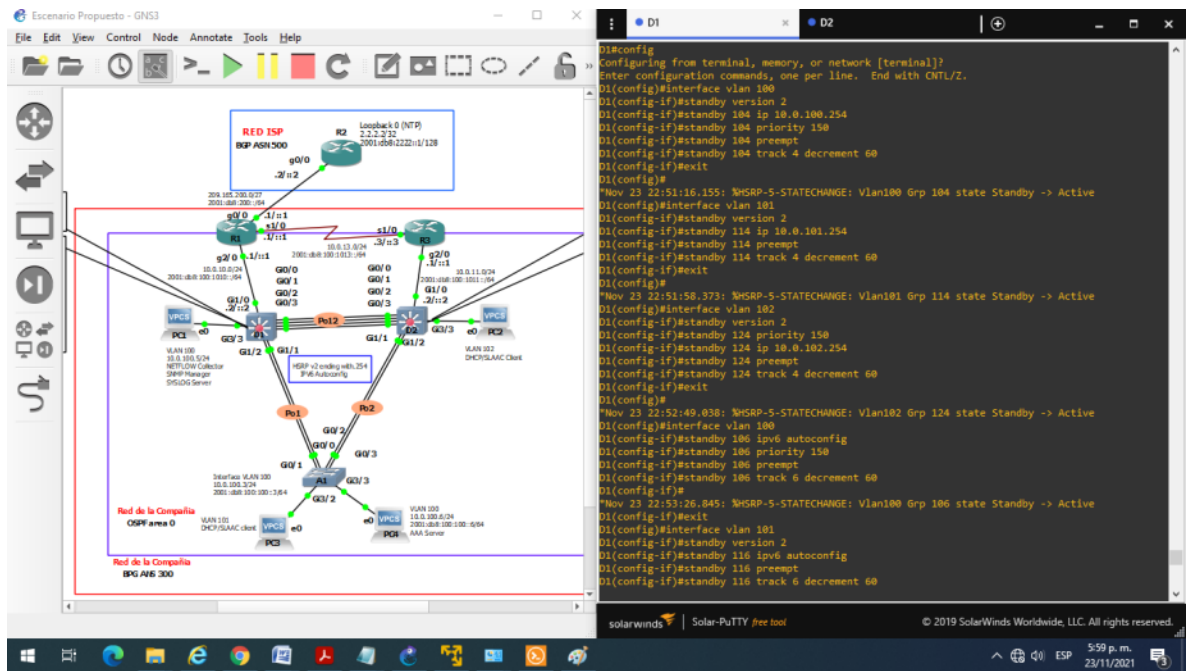 Escenario Propuesto - GNS3
File Edit View Control Node Annotate Tools Help
RED ISP
BGP ASN 500
R2
Loopback 0 (NTP)
2.2.2.2/32
2001:db8:2222::1/128
g0/0
.2/::2
209.165.200.0/27
2001:db8:200::/64
g0/0
.1/::1
s1/0
R1
.1/::1
s1/0
.3/::3
R3
10.0.13.0/24
2001:db8:100:1013::/64
g2/0
.1/::1
g2/0
.1/::1
10.0.10.0/24
2001:db8:100:1010::/64
10.0.11.0/24
2001:db8:100:1011::/64
Gi0/0
Gi0/1
Gi0/2
Gi0/3
Gi0/0
Gi0/1
Gi0/2
Gi0/3
Gi1/0
.2/::2
Gi1/0
.2/::2
Po12
D1
D2
VPCS
PC1
e0
Gi3/3
VLAN 100
10.0.100.5/24
NETFLOW Collector
SNMP Manager
SYSLOG Server
Gi1/2
Gi1/1
HSRP v2 ending with.254
IPV6 Autoconfig
Gi1/1
Gi1/2
Gi3/3
e0
VPCS
PC2
VLAN 102
DHCP/SLAAC Client
Po1
Po2
G0/2
G0/0
G0/1
G0/3
A1
Interface VLAN 100
10.0.100.3/24
2001:db8:100:100::3/64
G3/2
G3/3
Red de la Compañia
OSPF area 0
VLAN 101
DHCP/SLAAC client
VPCS
e0
PC3
e0
VPCS
PC4
VLAN 100
10.0.100.6/24
2001:db8:100:100::6/64
AAA Server
Red de la Compañia
BPG ANS 300
D1
D2
D1#config
Configuring from terminal, memory, or network [terminal]?
Enter configuration commands, one per line. End with CNTL/Z.
D1(config)#interface vlan 100
D1(config-if)#standby version 2
D1(config-if)#standby 104 ip 10.0.100.254
D1(config-if)#standby 104 priority 150
D1(config-if)#standby 104 preempt
D1(config-if)#standby 104 track 4 decrement 60
D1(config-if)#exit
D1(config)#
*Nov 23 22:51:16.155: %HSRP-5-STATECHANGE: Vlan100 Grp 104 state Standby -> Active
D1(config)#interface vlan 101
D1(config-if)#standby version 2
D1(config-if)#standby 114 ip 10.0.101.254
D1(config-if)#standby 114 preempt
D1(config-if)#standby 114 track 4 decrement 60
D1(config-if)#exit
D1(config)#
*Nov 23 22:51:58.373: %HSRP-5-STATECHANGE: Vlan101 Grp 114 state Standby -> Active
D1(config)#interface vlan 102
D1(config-if)#standby version 2
D1(config-if)#standby 124 priority 150
D1(config-if)#standby 124 ip 10.0.102.254
D1(config-if)#standby 124 preempt
D1(config-if)#standby 124 track 4 decrement 60
D1(config-if)#exit
D1(config)#
*Nov 23 22:52:49.038: %HSRP-5-STATECHANGE: Vlan102 Grp 124 state Standby -> Active
D1(config)#interface vlan 100
D1(config-if)#standby 106 ipv6 autoconfig
D1(config-if)#standby 106 priority 150
D1(config-if)#standby 106 preempt
D1(config-if)#standby 106 track 6 decrement 60
D1(config-if)#
*Nov 23 22:53:26.845: %HSRP-5-STATECHANGE: Vlan100 Grp 106 state Standby -> Active
D1(config-if)#exit
D1(config)#interface vlan 101
D1(config-if)#standby version 2
D1(config-if)#standby 116 ipv6 autoconfig
D1(config-if)#standby 116 preempt
D1(config-if)#standby 116 track 6 decrement 60
solarwinds Solar-PuTTY free tool
© 2019 SolarWinds Worldwide, LLC. All rights reserved.
ESP
5:59 p. m.
23/11/2021
3